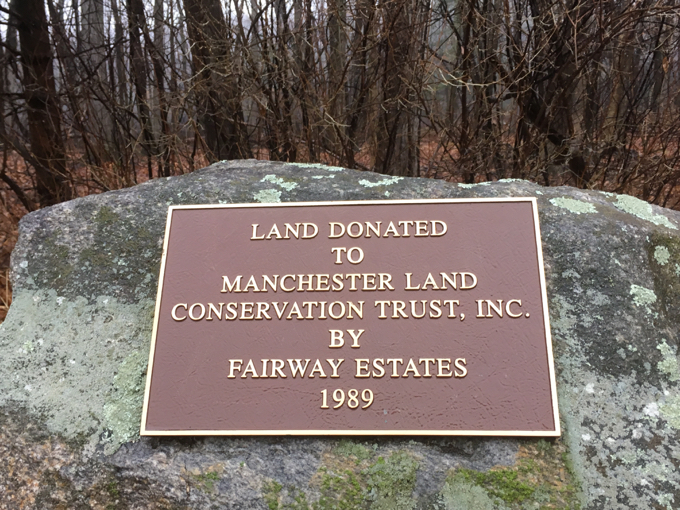 LAND DONATED
TO
MANCHESTER LAND
CONSERVATION TRUST, INC.
BY
FAIRWAY ESTATES
1989